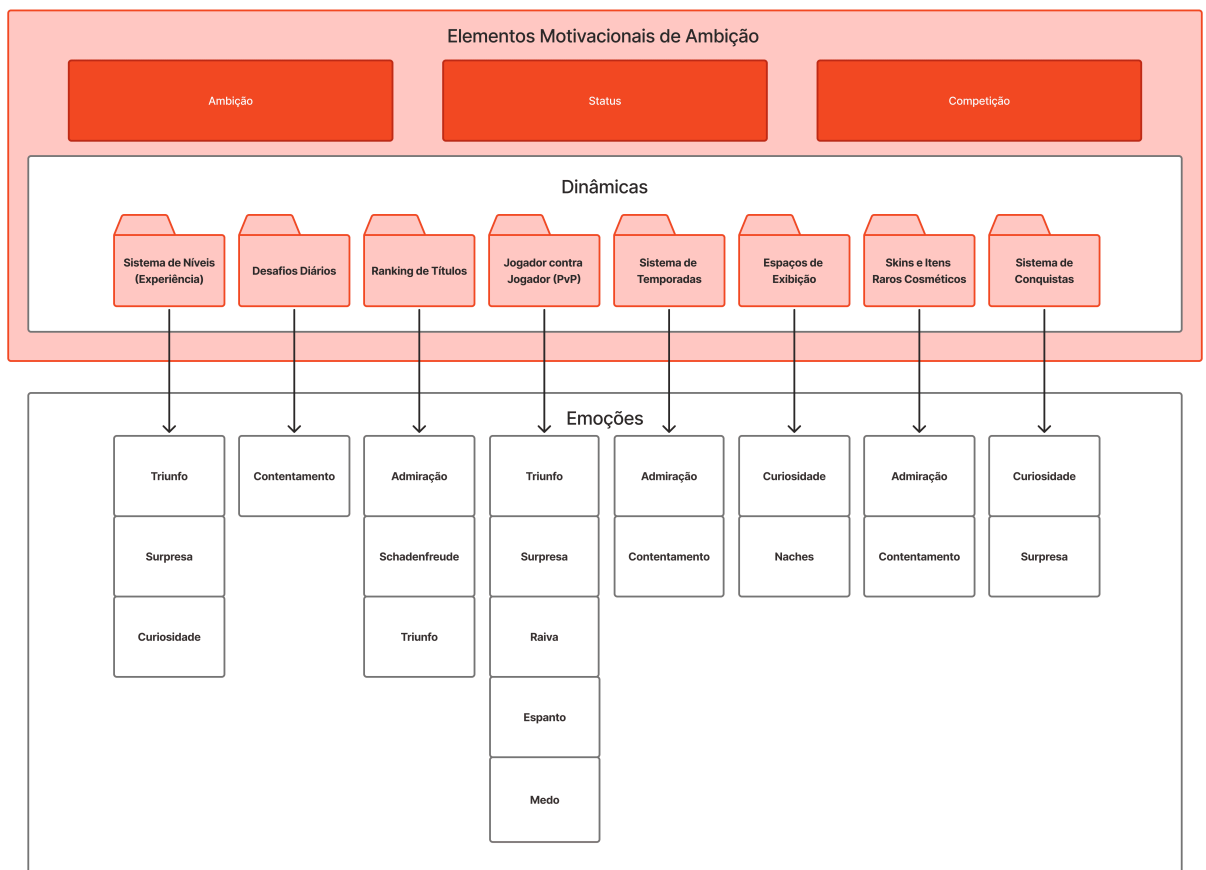 Elementos Motivacionais de Ambição
Ambição
Status
Competição
Dinâmicas
Sistema de Níveis
(Experiência)
Desafios Diários
Ranking de Títulos
Jogador contra
Jogador (PvP)
Sistema de
Temporadas
Espaços de
Exibição
Skins e Itens
Raros Cosméticos
Sistema de
Conquistas
Emoções
Triunfo
Surpresa
Curiosidade
Contentamento
Admiração
Schadenfreude
Triunfo
Triunfo
Surpresa
Raiva
Espanto
Medo
Admiração
Contentamento
Curiosidade
Naches
Admiração
Contentamento
Curiosidade
Surpresa